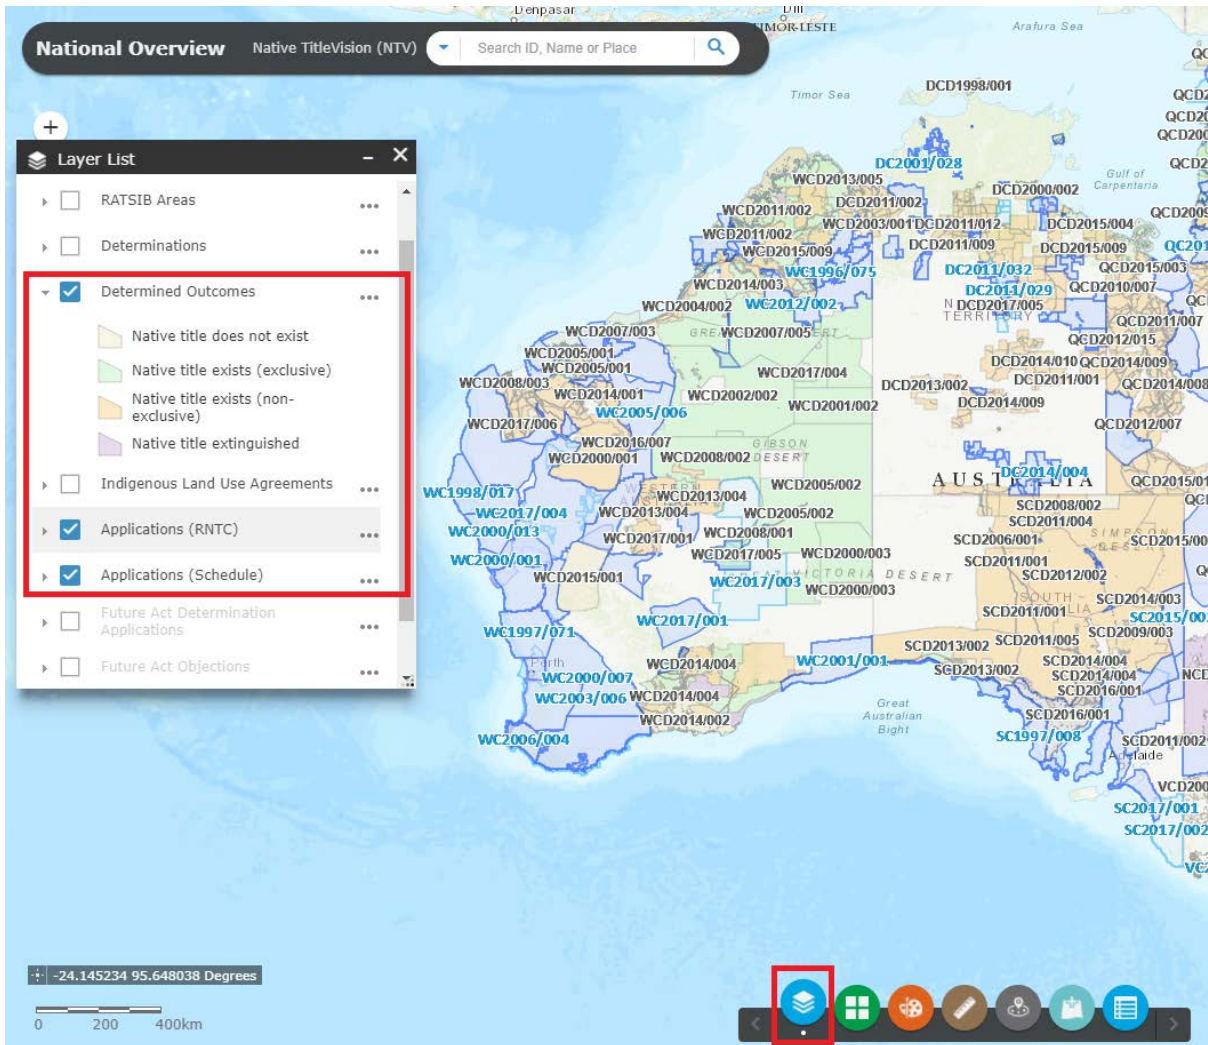 National Overview Native TitleVision (NTV) Search ID, Name or Place
Layer List
RATSIB Areas
Determinations
Determined Outcomes
Native title does not exist
Native title exists (exclusive)
Native title exists (non-
exclusive)
Native title extinguished
Indigenous Land Use Agreements
Applications (RNTC)
Applications (Schedule)
Future Act Determination
Applications
Future Act Objections
-24.145234 95.648038 Degrees
0 200 400km
Denpasar
TIMOR-LESTE
Arafura Sea
Timor Sea
DCD1998/001
DC2001/028
Gulf of
Carpentaria
WCD2013/005
DCD2000/002
WCD2011/002
DCD2011/002
WCD2003/001
DCD2011/012
DCD2015/004
WCD2011/002
WCD2015/009
DCD2011/009
DCD2015/009
WC1996/075
DC2011/032
QCD2015/003
WCD2014/003
DC2011/029
QCD2010/007
WCD2004/002
WC2012/002
DCD2017/005
TERRITORY
QCD2011/007
WCD2007/003
WCD2007/005
QCD2012/015
WCD2005/001
WCD2005/001
DCD2014/010
QCD2014/009
WCD2008/003
WCD2017/004
DCD2013/002
DCD2011/001
QCD2014/008
WCD2014/001
WCD2002/002
WCD2001/002
DCD2014/009
WC2005/006
WCD2017/006
QCD2012/007
WCD2016/007
GIBSON
DESERT
WCD2000/001
WCD2008/002
DC2014/004
AUSTRALIA
WC1998/017
WCD2013/004
WCD2005/002
SCD2008/002
WC2017/004
WCD2013/004
WCD2005/002
SCD2011/004
WC2000/013
WCD2017/001
WCD2008/001
SCD2006/001
SIMPSON
DESERT
WC2000/001
WCD2017/005
WCD2000/003
SCD2011/001
WCD2015/001
WC2017/003
WCD2000/003
GREAT VICTORIA DESERT
SCD2012/002
SOUTH
SCD2014/003
WC2017/001
SCD2011/001
WC1997/071
SCD2013/002
SCD2011/005
SCD2009/003
Perth
WCD2014/004
WC2001/001
SCD2013/002
SCD2014/004
SCD2014/004
WC2000/007
WC2003/006
WCD2014/004
SCD2016/001
WCD2014/002
Great
Australian
Bight
SCD2016/001
WC2006/004
SC1997/008
SCD2011/002
Adelaide
SC2017/001
SC2017/002